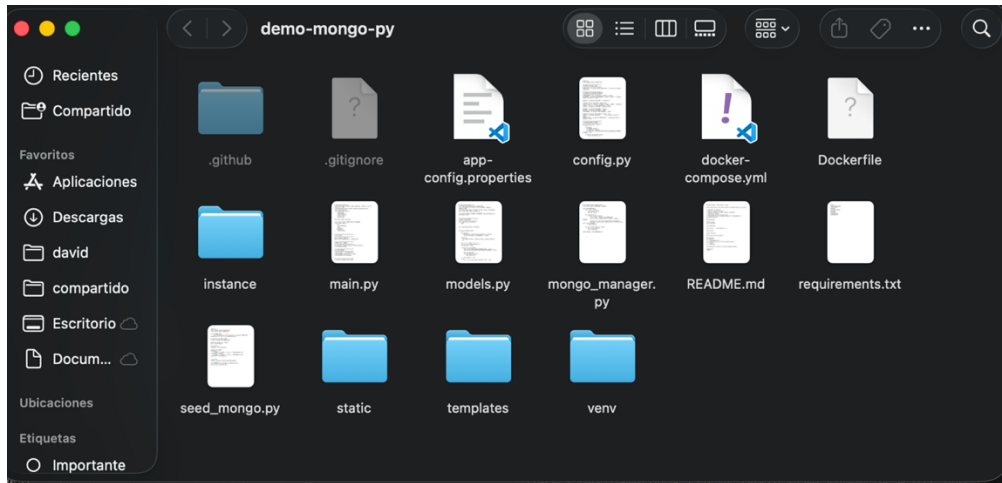 demo-mongo-py
Recientes
Compartido
Favoritos
Aplicaciones
Descargas
david
compartido
Escritorio
Docum...
Ubicaciones
Etiquetas
Importante
.github
.gitignore
app-
config.properties
config.py
docker-
compose.yml
Dockerfile
instance
main.py
models.py
mongo_manager.
py
README.md
requirements.txt
seed_mongo.py
static
templates
venv